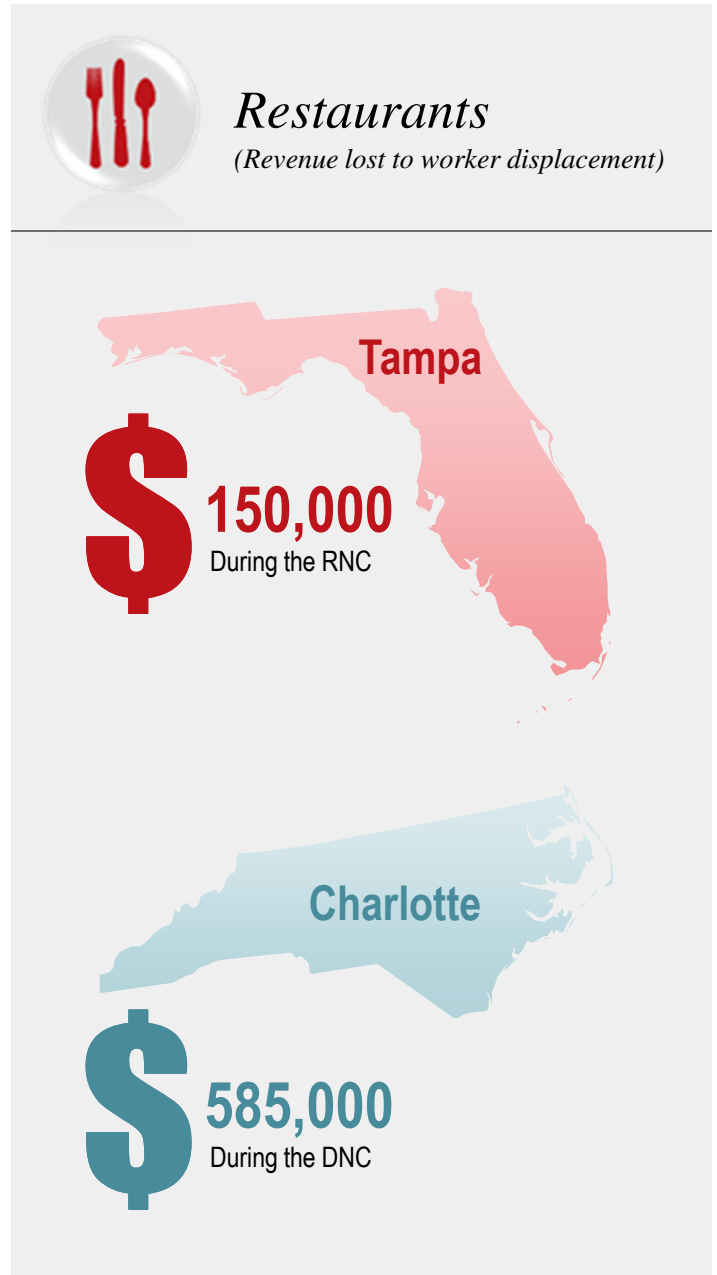 Restaurants
(Revenue lost to worker displacement)
Tampa
$150,000
During the RNC
Charlotte
$585,000
During the DNC